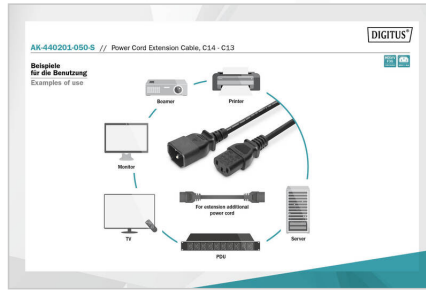 DIGITUS®
AK-440201-050-S // Power Cord Extension Cable, C14 - C13
Beispiele
für die Benutzung
Examples of use
Beamer
Printer
Monitor
For extension additional
power cord
TV
Server
PDU